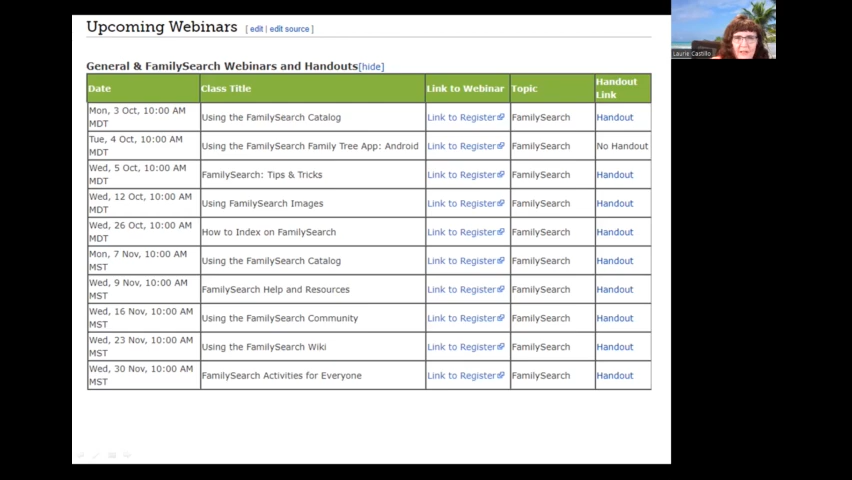 Upcoming Webinars [ edit | edit source ]
General & FamilySearch Webinars and Handouts[hide]
Date Class Title Link to Webinar Topic Handout Link
Mon, 3 Oct, 10:00 AM MDT Using the FamilySearch Catalog Link to Register FamilySearch Handout
Tue, 4 Oct, 10:00 AM MDT Using the FamilySearch Family Tree App: Android Link to Register FamilySearch No Handout
Wed, 5 Oct, 10:00 AM MDT FamilySearch: Tips & Tricks Link to Register FamilySearch Handout
Wed, 12 Oct, 10:00 AM MDT Using FamilySearch Images Link to Register FamilySearch Handout
Wed, 26 Oct, 10:00 AM MDT How to Index on FamilySearch Link to Register FamilySearch Handout
Mon, 7 Nov, 10:00 AM MST Using the FamilySearch Catalog Link to Register FamilySearch Handout
Wed, 9 Nov, 10:00 AM MST FamilySearch Help and Resources Link to Register FamilySearch Handout
Wed, 16 Nov, 10:00 AM MST Using the FamilySearch Community Link to Register FamilySearch Handout
Wed, 23 Nov, 10:00 AM MST Using the FamilySearch Wiki Link to Register FamilySearch Handout
Wed, 30 Nov, 10:00 AM MST FamilySearch Activities for Everyone Link to Register FamilySearch Handout
Laurie Castillo